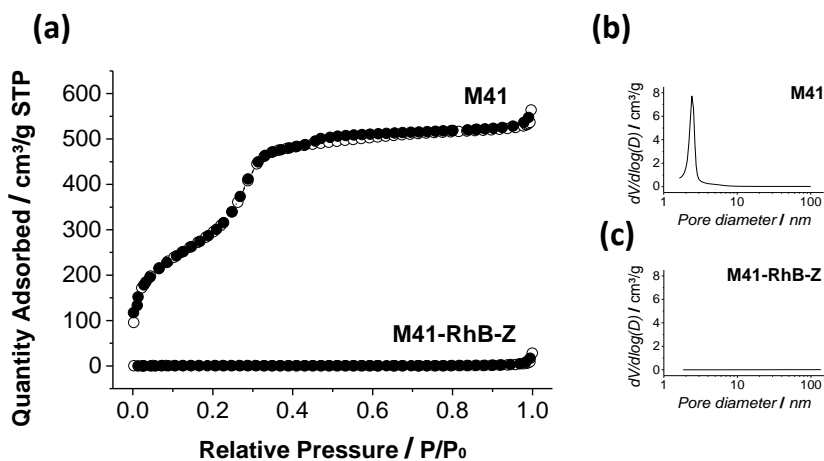 (a)
Quantity Adsorbed / cm³/g STP
600
500
400
300
200
100
0
M41
M41-RhB-Z
0.0 0.2 0.4 0.6 0.8 1.0
Relative Pressure / P/P₀
(b)
dV/dlog(D) / cm³/g
8
6
4
2
0
M41
1 10 100
Pore diameter / nm
(c)
dV/dlog(D) / cm³/g
8
6
4
2
0
M41-RhB-Z
1 10 100
Pore diameter / nm